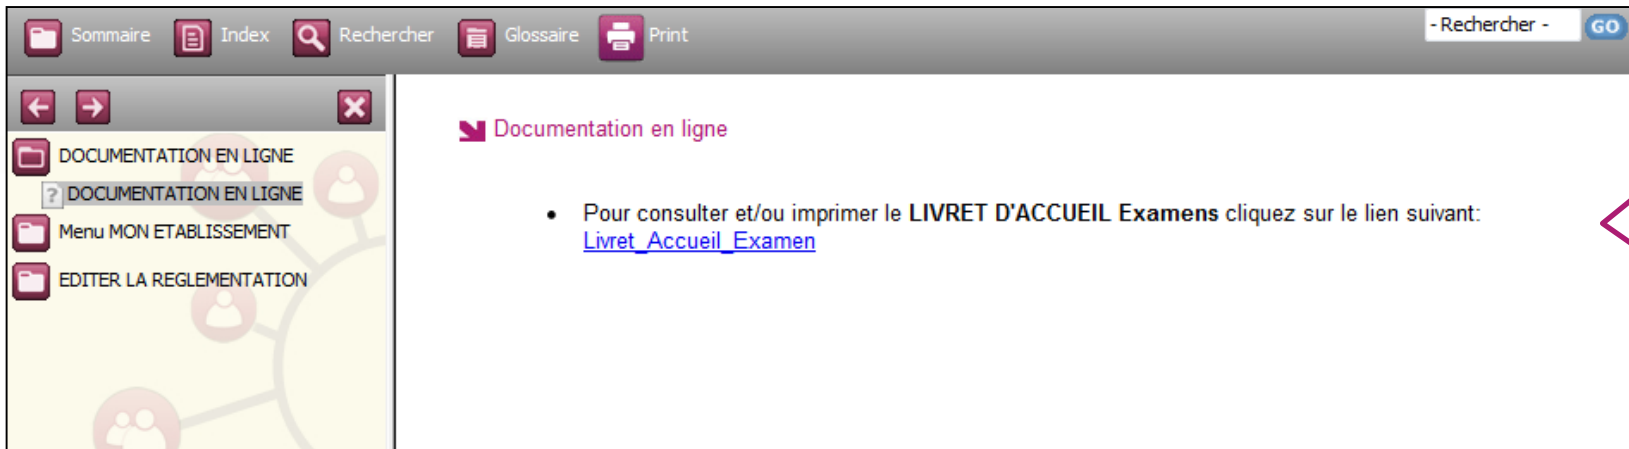 Sommaire Index Rechercher Glossaire Print - Rechercher - GO
DOCUMENTATION EN LIGNE
? DOCUMENTATION EN LIGNE
Menu MON ETABLISSEMENT
EDITER LA REGLEMENTATION
Documentation en ligne
• Pour consulter et/ou imprimer le LIVRET D'ACCUEIL Examens cliquez sur le lien suivant:
Livret_Accueil_Examen